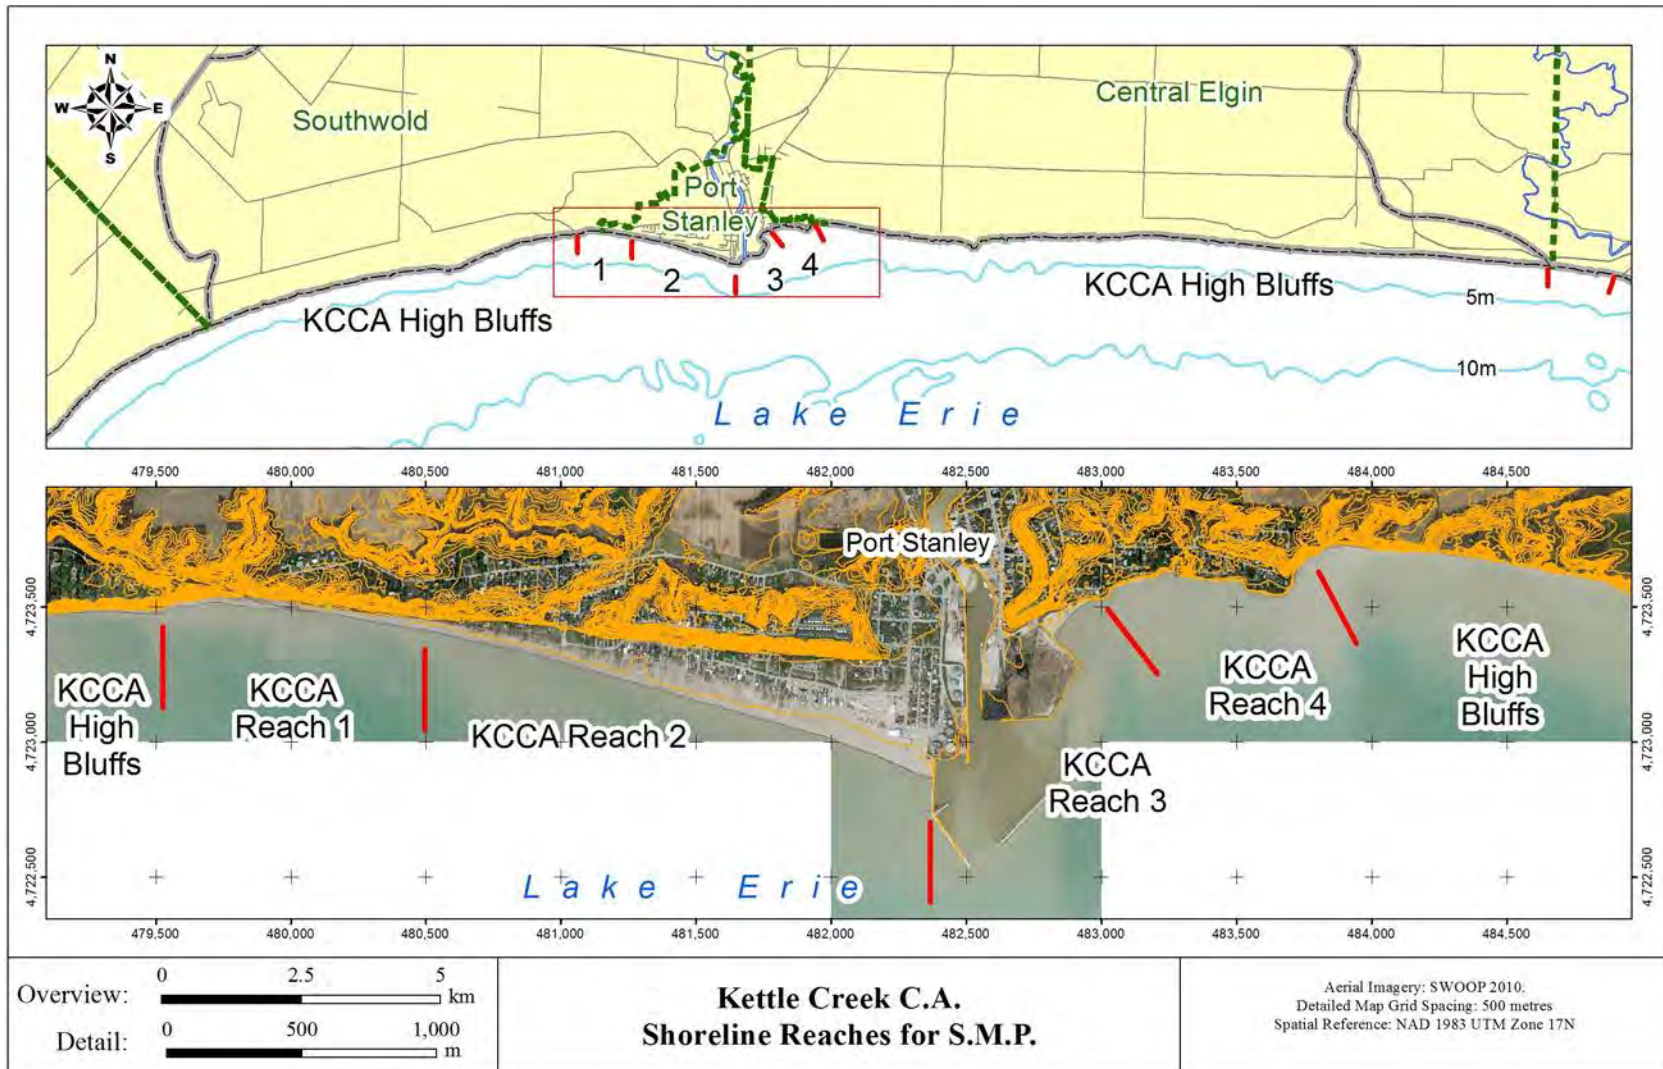 N
W E
S
Southwold
Central Elgin
Port
Stanley
1
2
3
4
KCCA High Bluffs
KCCA High Bluffs
5m
10m
Lake Erie
479,500 480,000 480,500 481,000 481,500 482,000 482,500 483,000 483,500 484,000 484,500
4,723,500
4,723,000
4,722,500
Port Stanley
KCCA
High
Bluffs
KCCA
Reach 1
KCCA Reach 2
KCCA
Reach 3
KCCA
Reach 4
KCCA
High
Bluffs
Lake Erie
4,723,500
4,723,000
4,722,500
479,500 480,000 480,500 481,000 481,500 482,000 482,500 483,000 483,500 484,000 484,500
Overview:
0 2.5 5
km
Detail:
0 500 1,000
m
Kettle Creek C.A.
Shoreline Reaches for S.M.P.
Aerial Imagery: SWOOP 2010.
Detailed Map Grid Spacing: 500 metres
Spatial Reference: NAD 1983 UTM Zone 17N